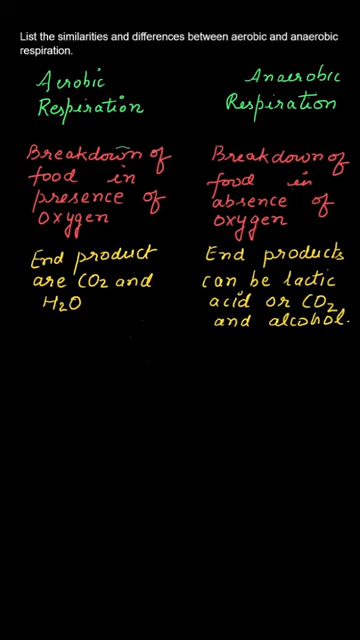 List the similarities and differences between aerobic and anaerobic
respiration.
Aerobic
Respiration
Breakdown of
food in
presence of
Oxygen
End product
are CO2 and
H2O
Anaerobic
Respiration
Breakdown of
food in
absence of
oxygen
End products
can be lactic
acid or CO2
and alcohol.